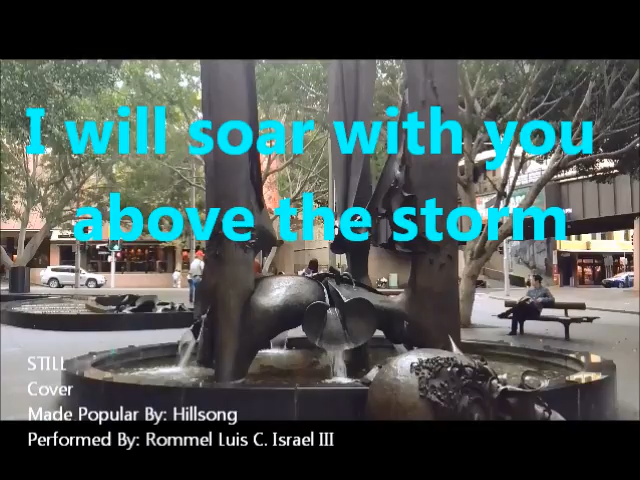 I will soar with you
above the storm
STILL
Cover
Made Popular By: Hillsong
Performed By: Rommel Luis C. Israel III